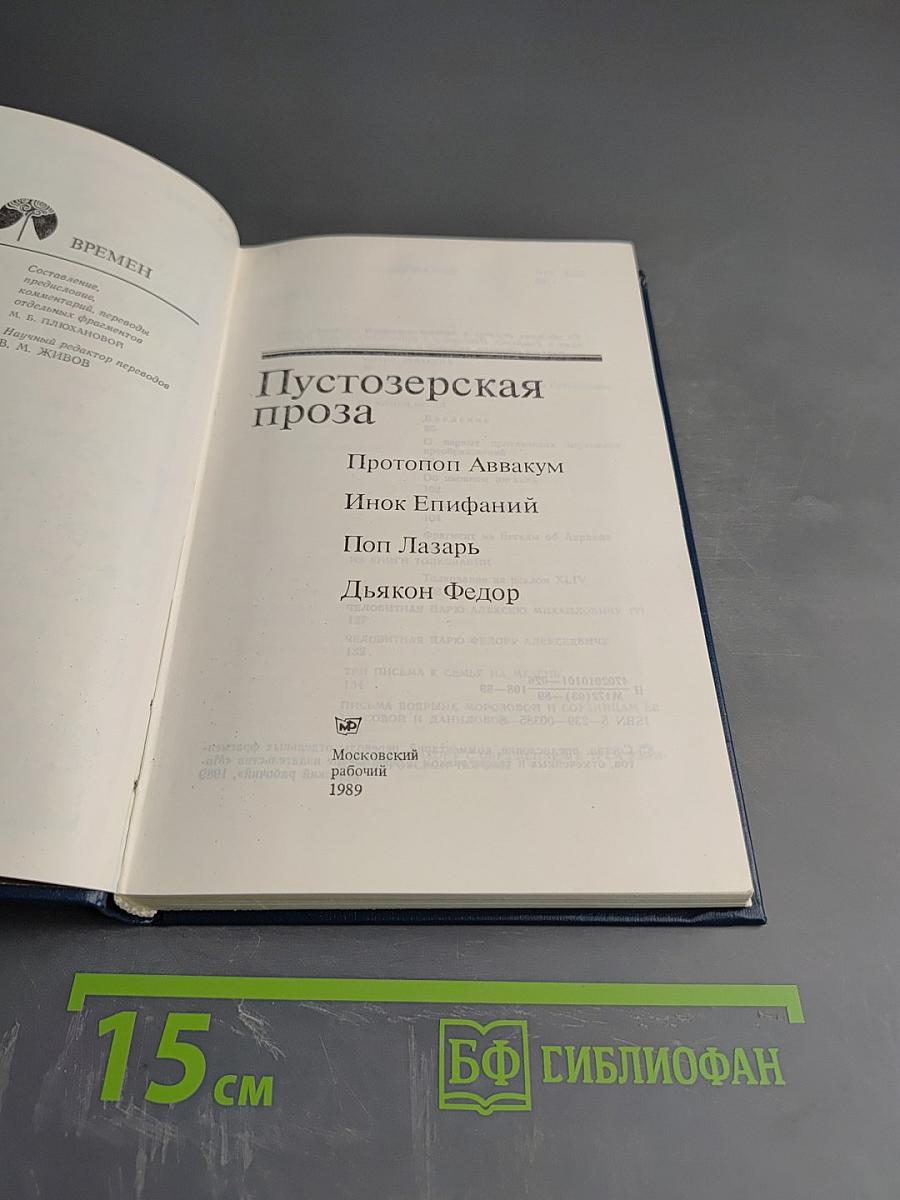 ВРЕМЕН
Составление,
предисловие,
комментарий, переводы
отдельных фрагментов
М. Б. ПЛЮХАНОВОЙ
Научный редактор переводов
В. М. ЖИВОВ
Пустозерская
проза
Протопоп Аввакум
Инок Епифаний
Поп Лазарь
Дьякон Федор
МР
Московский
рабочий
1989
15 см
БФ БИБЛИОФАН